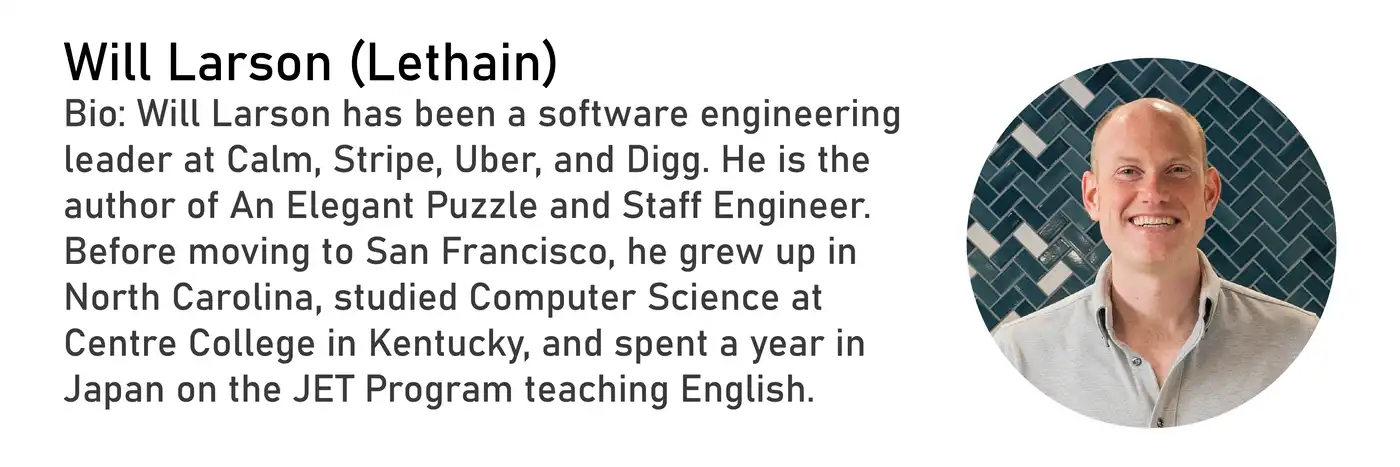 Will Larson (Lethain)
Bio: Will Larson has been a software engineering
leader at Calm, Stripe, Uber, and Digg. He is the
author of An Elegant Puzzle and Staff Engineer.
Before moving to San Francisco, he grew up in
North Carolina, studied Computer Science at
Centre College in Kentucky, and spent a year in
Japan on the JET Program teaching English.